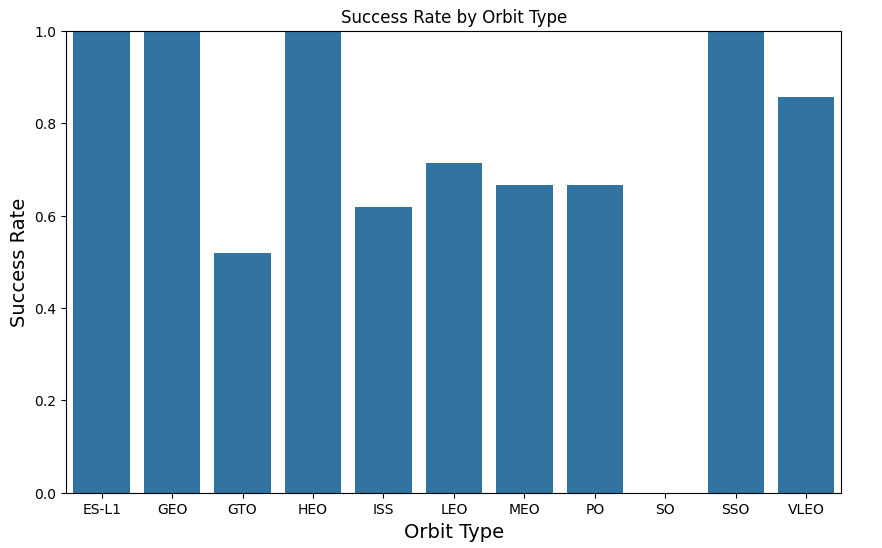 Success Rate by Orbit Type
Success Rate
1.0
0.8
0.6
0.4
0.2
0.0
ES-L1 GEO GTO HEO ISS LEO MEO PO SO SSO VLEO
Orbit Type